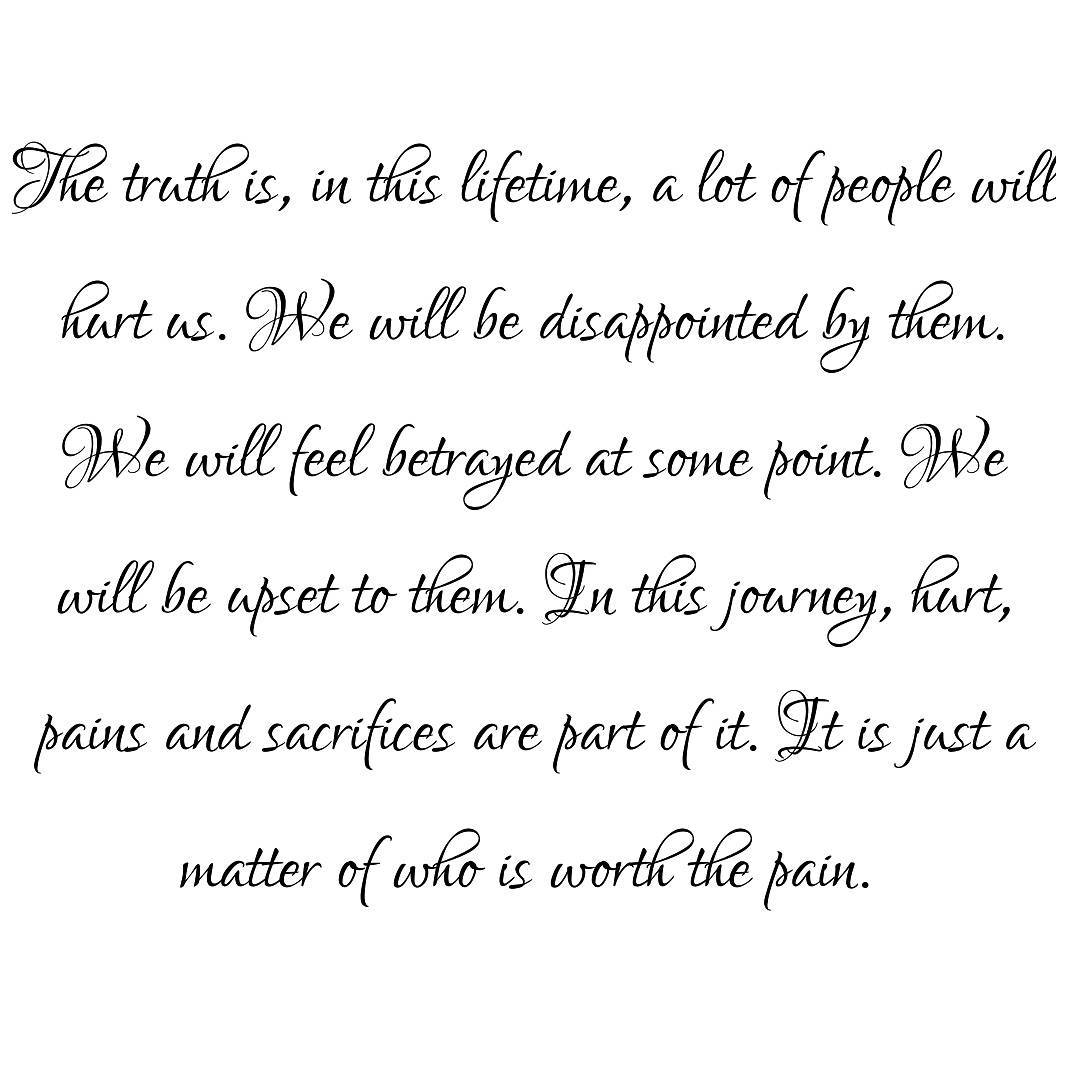 The truth is, in this lifetime, a lot of people will
hurt us. We will be disappointed by them.
We will feel betrayed at some point. We
will be upset to them. In this journey, hurt,
pains and sacrifices are part of it. It is just a
matter of who is worth the pain.